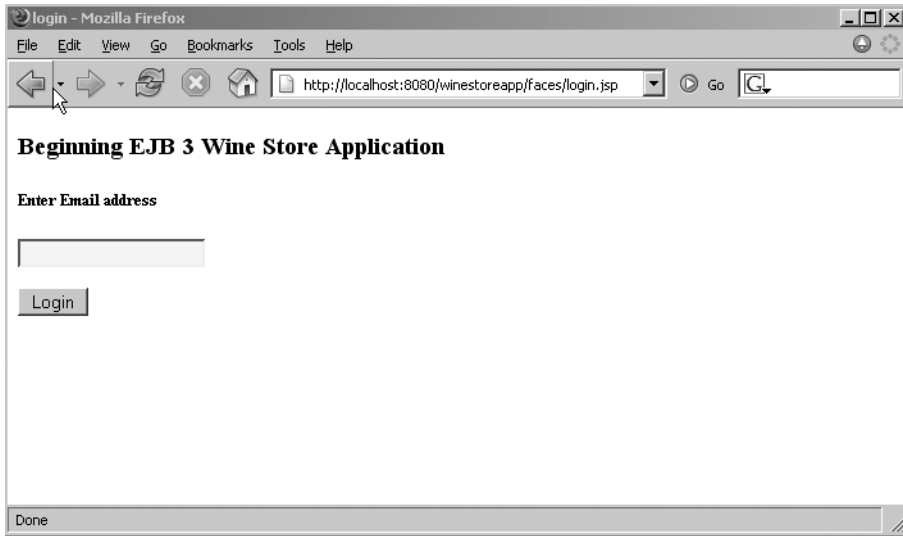 login - Mozilla Firefox
File Edit View Go Bookmarks Tools Help
http://localhost:8080/winestoreapp/faces/login.jsp Go G
Beginning EJB 3 Wine Store Application
Enter Email address
Login
Done